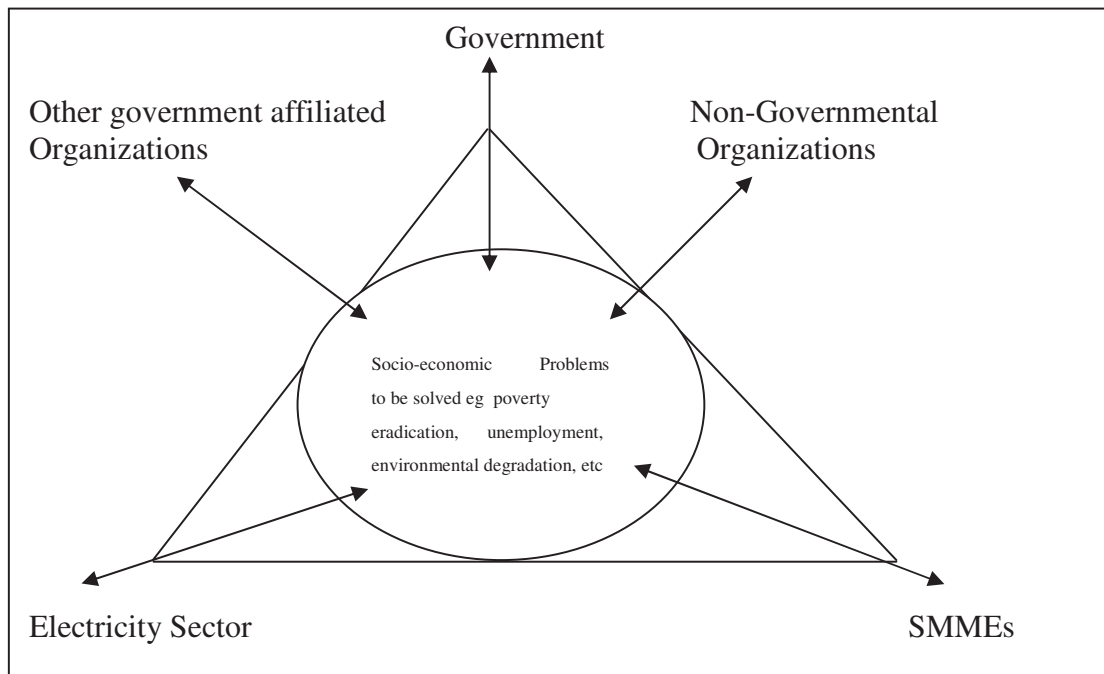 Government
Other government affiliated
Organizations
Non-Governmental
Organizations
Socio-economic Problems
to be solved eg poverty
eradication, unemployment,
environmental degradation, etc
Electricity Sector
SMMEs